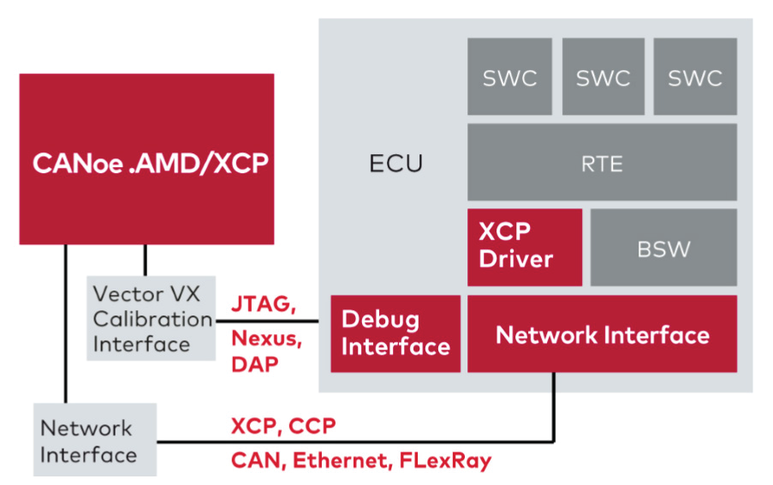 SWC
SWC
SWC
CANoe .AMD/XCP
ECU
RTE
XCP
Driver
BSW
Vector VX
Calibration
Interface
JTAG,
Nexus,
DAP
Debug
Interface
Network Interface
Network
Interface
XCP, CCP
CAN, Ethernet, FLexRay